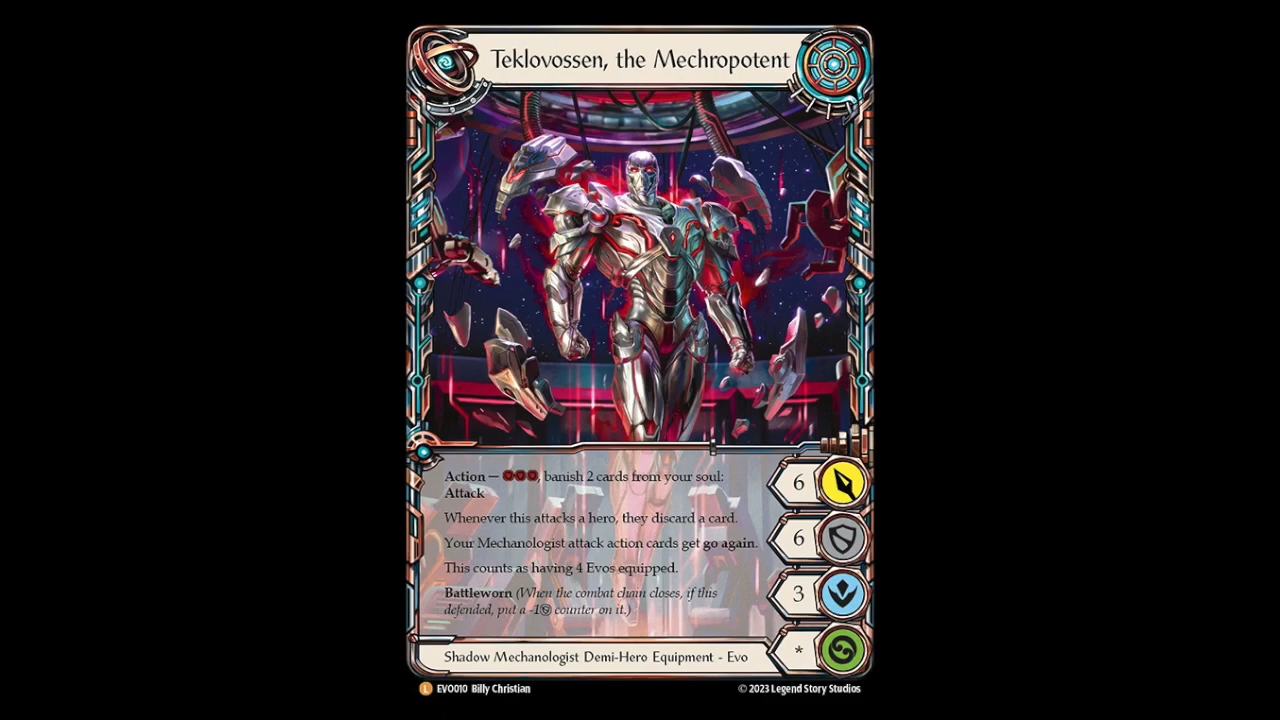 Teklovossen, the Mechropotent
Action — , banish 2 cards from your soul:
Attack
6
Whenever this attacks a hero, they discard a card.
Your Mechanologist attack action cards get go again.
6
This counts as having 4 Evos equipped.
Battleworn (When the combat chain closes, if this
defended, put a -1 counter on it.)
3
*
Shadow Mechanologist Demi-Hero Equipment - Evo
L EVO010 Billy Christian
© 2023 Legend Story Studios